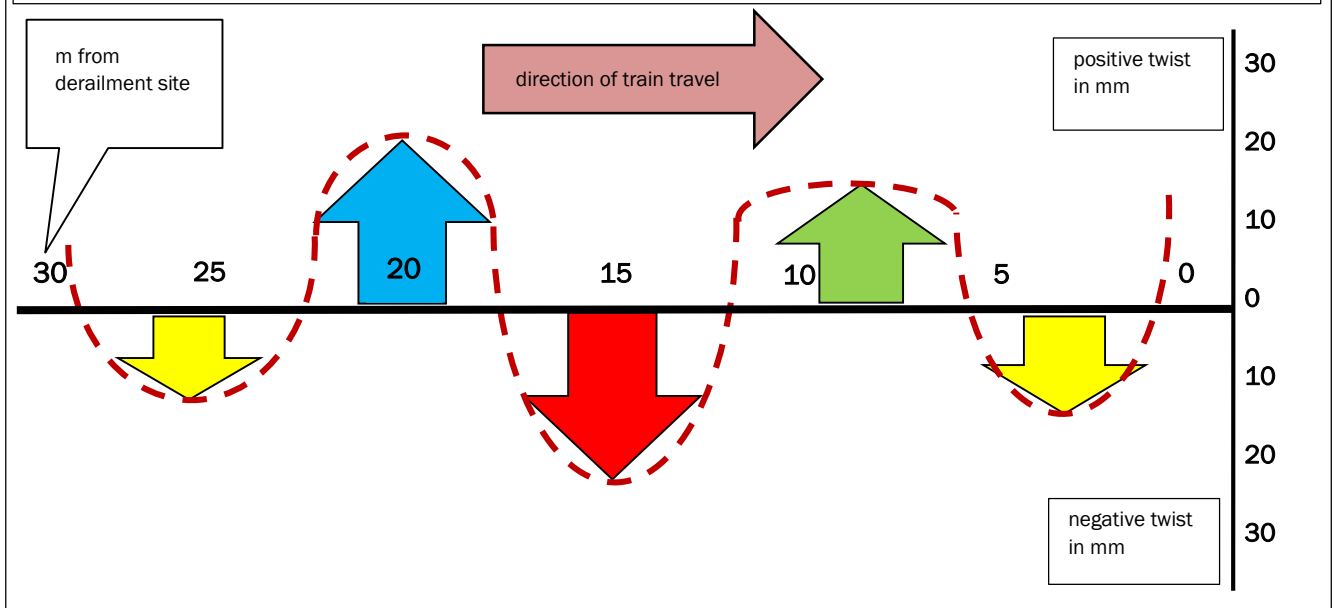 m from
derailment site
direction of train travel
positive twist
in mm
30
20
10
30
25
20
15
10
5
0
0
10
20
negative twist
in mm
30